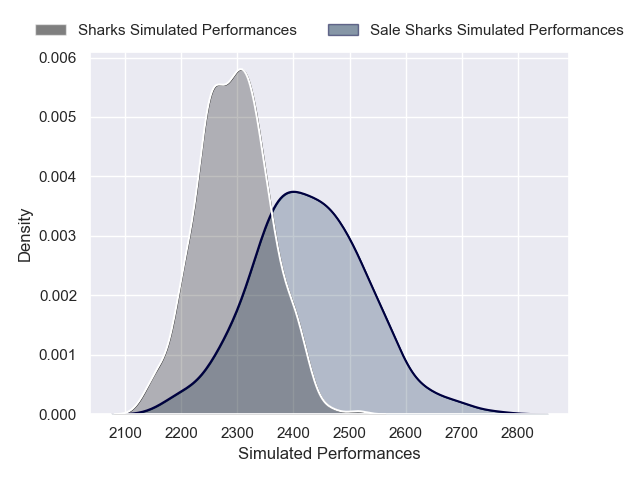 Sharks Simulated Performances
Sale Sharks Simulated Performances
0.006
0.005
0.004
0.003
0.002
0.001
0.000
Density
2100 2200 2300 2400 2500 2600 2700 2800
Simulated Performances